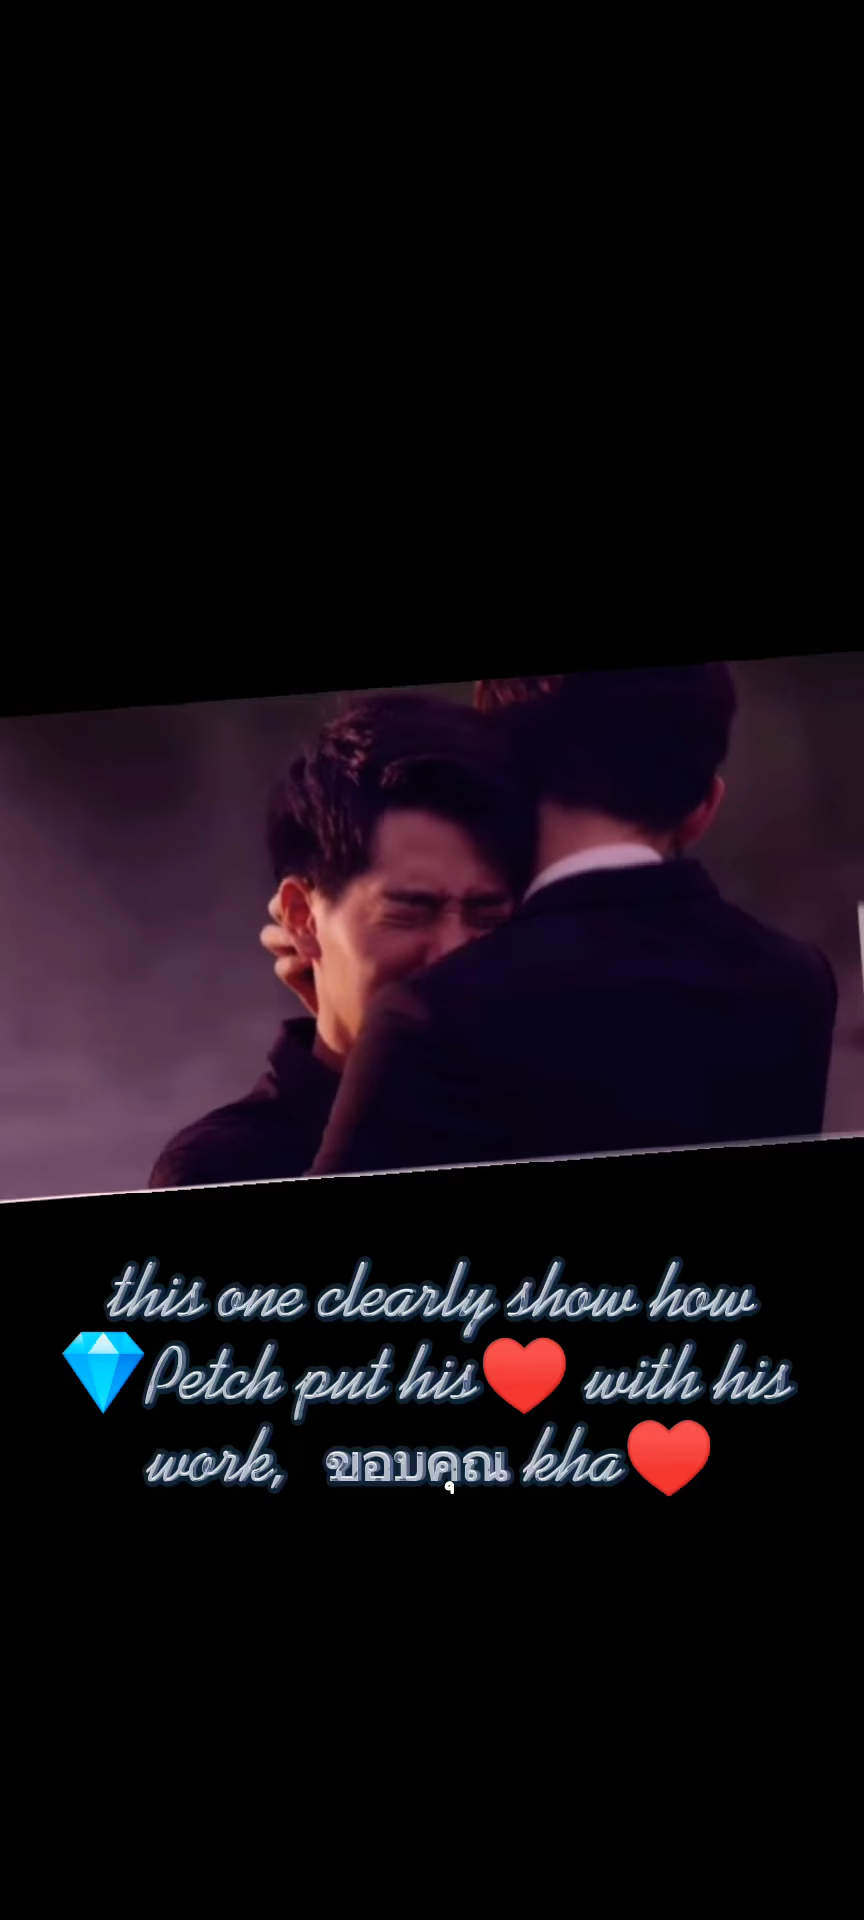 this one clearly show how
💎Petch put his❤️ with his
work, ขอบคุณ kha❤️